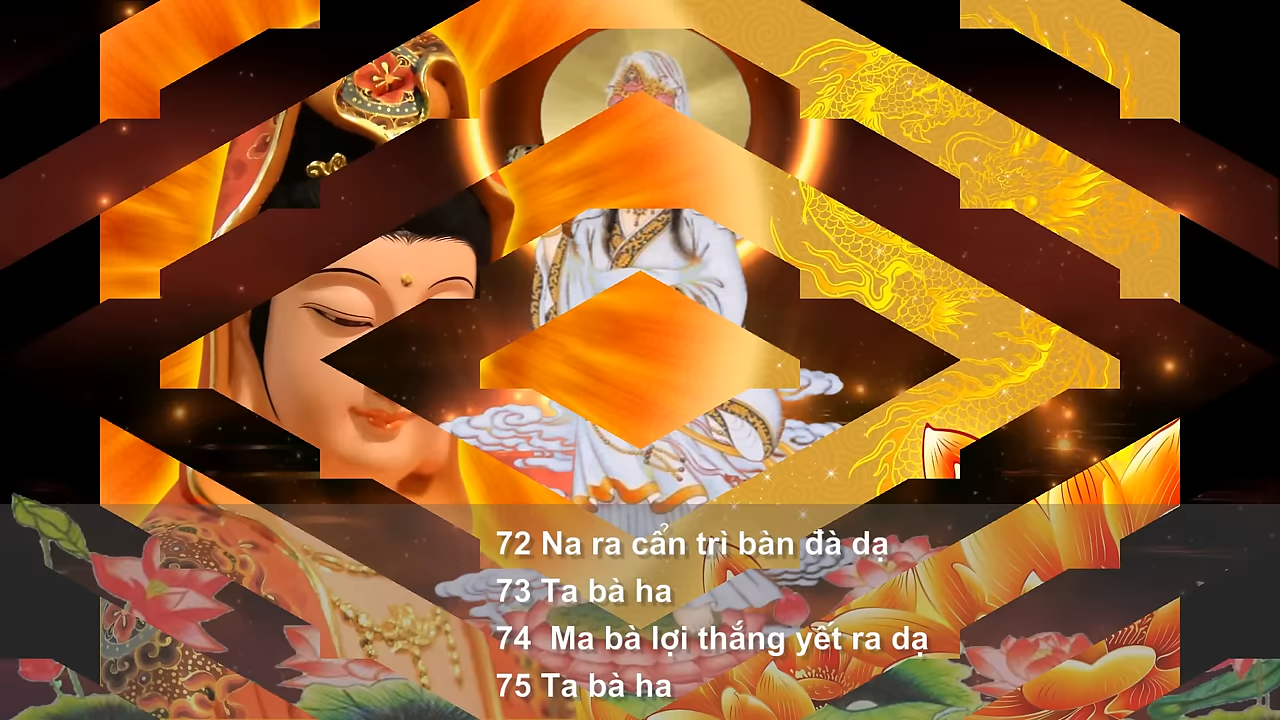 72 Na ra cẩn trì bàn đà dạ
73 Ta bà ha
74  Ma bà lợi thắng yết ra dạ
75 Ta bà ha